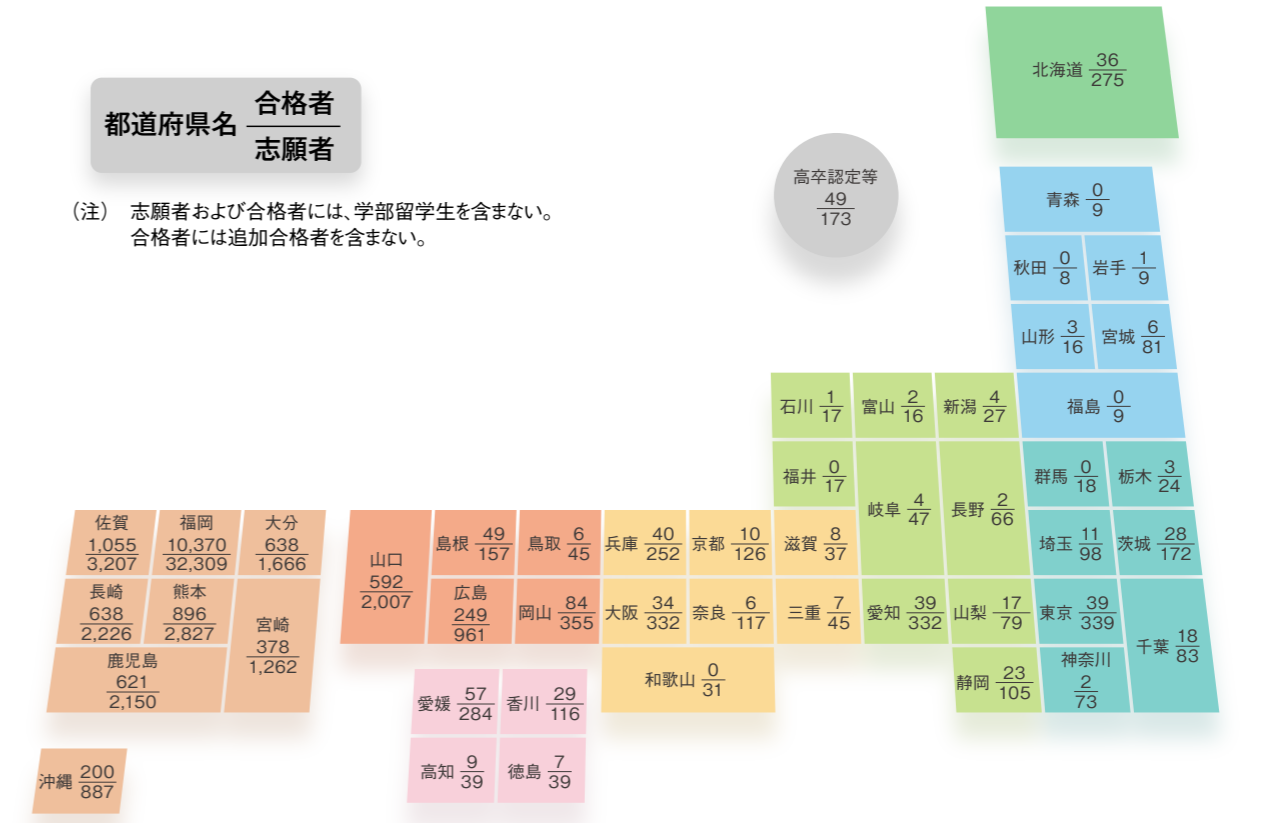 都道府県名 合格者
志願者
（注） 志願者および合格者には、学部留学生を含まない。
合格者には追加合格者を含まない。
高卒認定等
49
173
北海道 36
275
青森 0
9
秋田 0
8
岩手 1
9
山形 3
16
宮城 6
81
福島 0
9
石川 1
17
富山 2
16
新潟 4
27
福井 0
17
岐阜 4
47
長野 2
66
群馬 0
18
栃木 3
24
埼玉 11
98
茨城 28
172
東京 39
339
千葉 18
83
神奈川
2
73
愛知 39
332
山梨 17
79
静岡 23
105
兵庫 40
252
京都 10
126
滋賀 8
37
大阪 34
332
奈良 6
117
三重 7
45
和歌山 0
31
山口
592
2,007
島根 49
157
鳥取 6
45
広島
249
961
岡山 84
355
愛媛 57
284
香川 29
116
高知 9
39
徳島 7
39
佐賀
1,055
3,207
福岡
10,370
32,309
大分
638
1,666
長崎
638
2,226
熊本
896
2,827
宮崎
378
1,262
鹿児島
621
2,150
沖縄 200
887